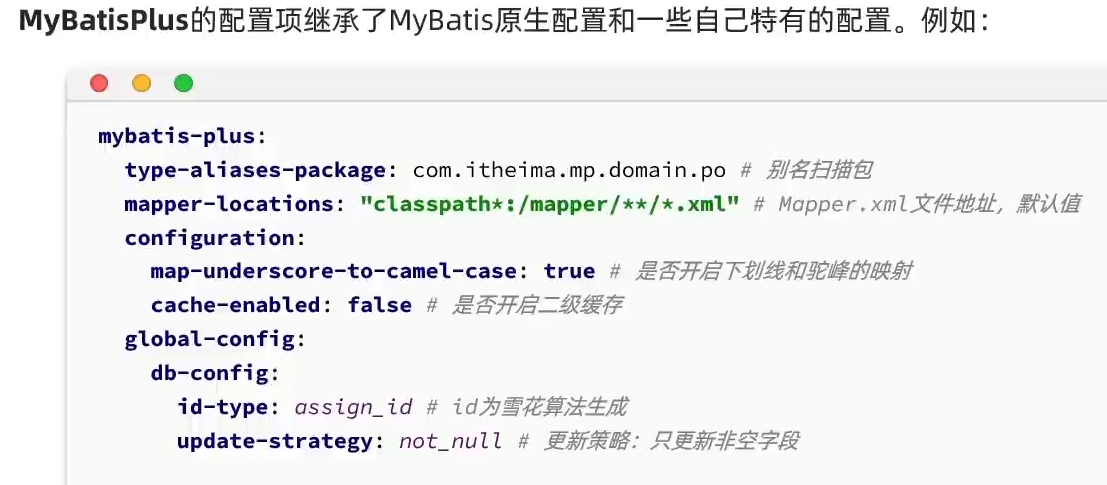 MyBatisPlus的配置项继承了MyBatis原生配置和一些自己特有的配置。例如：
mybatis-plus:
  type-aliases-package: com.itheima.mp.domain.po # 别名扫描包
  mapper-locations: "classpath*:/mapper/**/*.xml" # Mapper.xml文件地址，默认值
  configuration:
    map-underscore-to-camel-case: true # 是否开启下划线和驼峰的映射
    cache-enabled: false # 是否开启二级缓存
  global-config:
    db-config:
      id-type: assign_id # id为雪花算法生成
      update-strategy: not_null # 更新策略：只更新非空字段